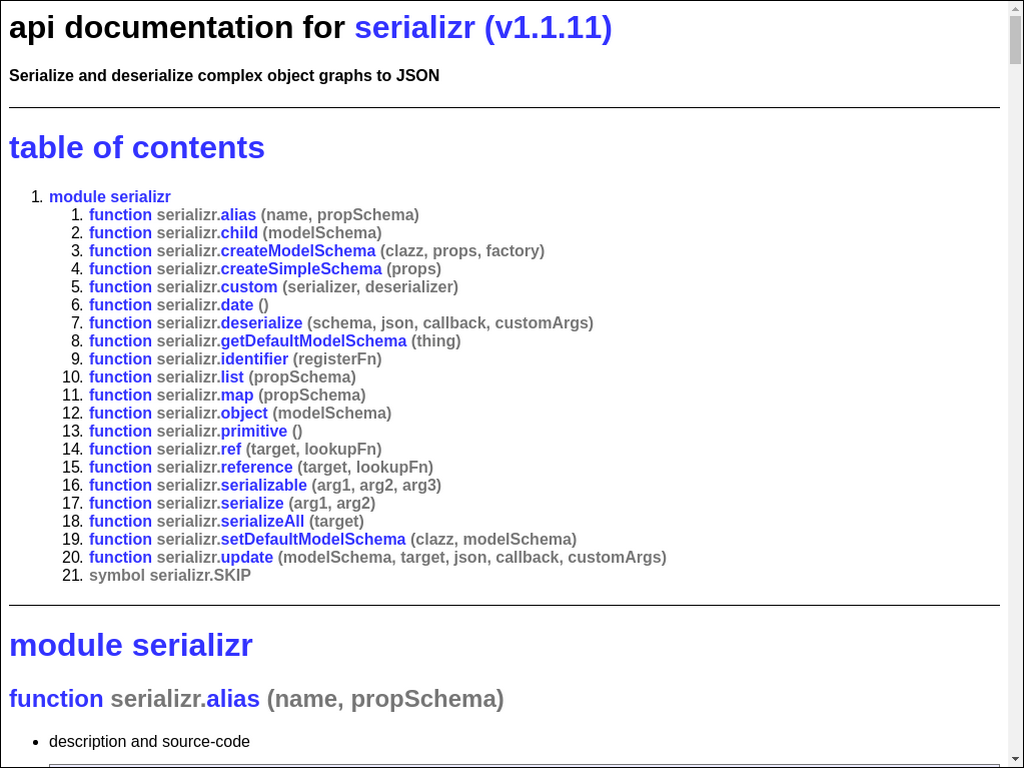 api documentation for serializr (v1.1.11)
Serialize and deserialize complex object graphs to JSON
table of contents
1. module serializr
1. function serializr.alias (name, propSchema)
2. function serializr.child (modelSchema)
3. function serializr.createModelSchema (clazz, props, factory)
4. function serializr.createSimpleSchema (props)
5. function serializr.custom (serializer, deserializer)
6. function serializr.date ()
7. function serializr.deserialize (schema, json, callback, customArgs)
8. function serializr.getDefaultModelSchema (thing)
9. function serializr.identifier (registerFn)
10. function serializr.list (propSchema)
11. function serializr.map (propSchema)
12. function serializr.object (modelSchema)
13. function serializr.primitive ()
14. function serializr.ref (target, lookupFn)
15. function serializr.reference (target, lookupFn)
16. function serializr.serializable (arg1, arg2, arg3)
17. function serializr.serialize (arg1, arg2)
18. function serializr.serializeAll (target)
19. function serializr.setDefaultModelSchema (clazz, modelSchema)
20. function serializr.update (modelSchema, target, json, callback, customArgs)
21. symbol serializr.SKIP
module serializr
function serializr.alias (name, propSchema)
• description and source-code